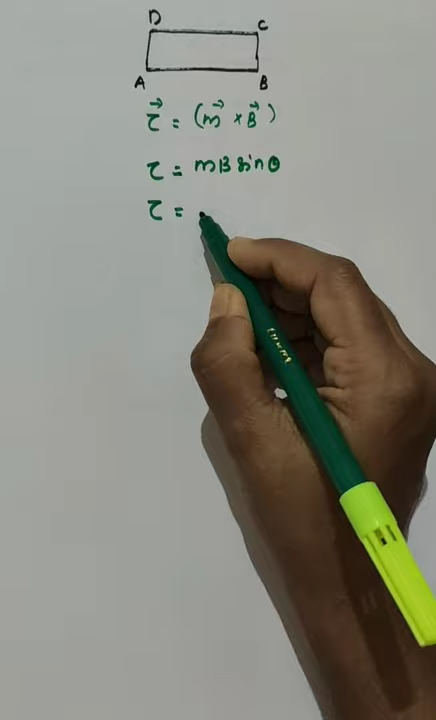 D C
A B
τ⃗ = (m⃗ × B⃗)
τ = mB sinθ
τ =